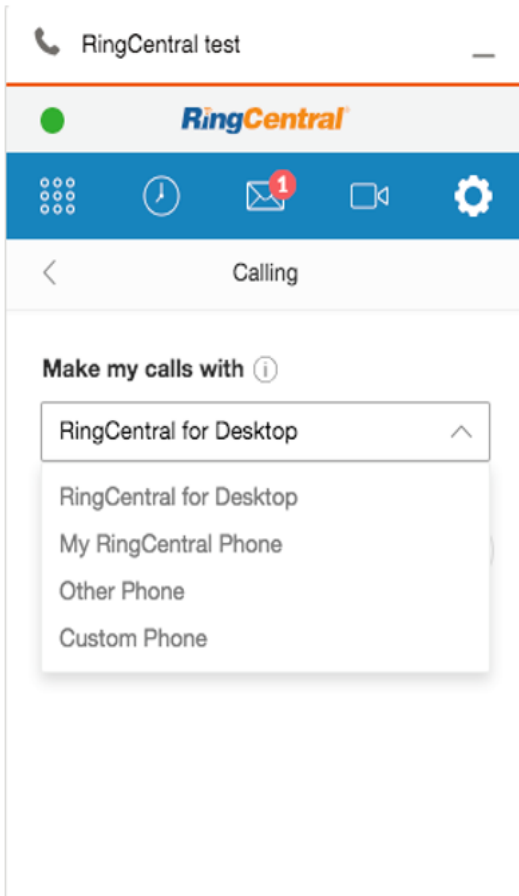 RingCentral test
RingCentral
1
Calling
Make my calls with
RingCentral for Desktop
RingCentral for Desktop
My RingCentral Phone
Other Phone
Custom Phone